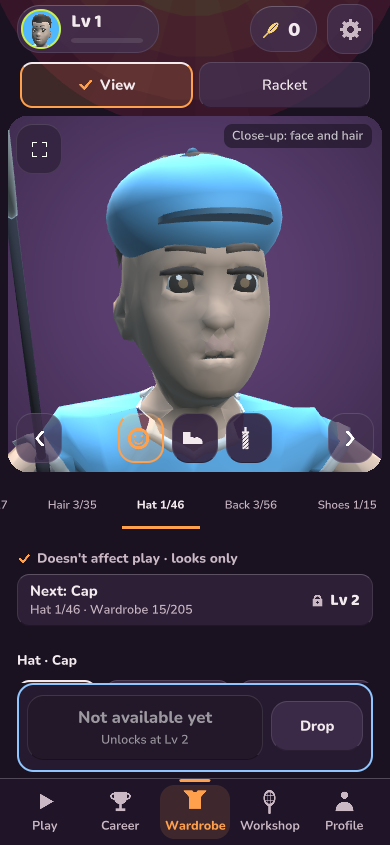 Lv 1
0
View
Racket
Close-up: face and hair
7
Hair 3/35
Hat 1/46
Back 3/56
Shoes 1/15
Doesn't affect play · looks only
Next: Cap
Hat 1/46 · Wardrobe 15/205
Lv 2
Hat · Cap
Not available yet
Unlocks at Lv 2
Drop
Play
Career
Wardrobe
Workshop
Profile